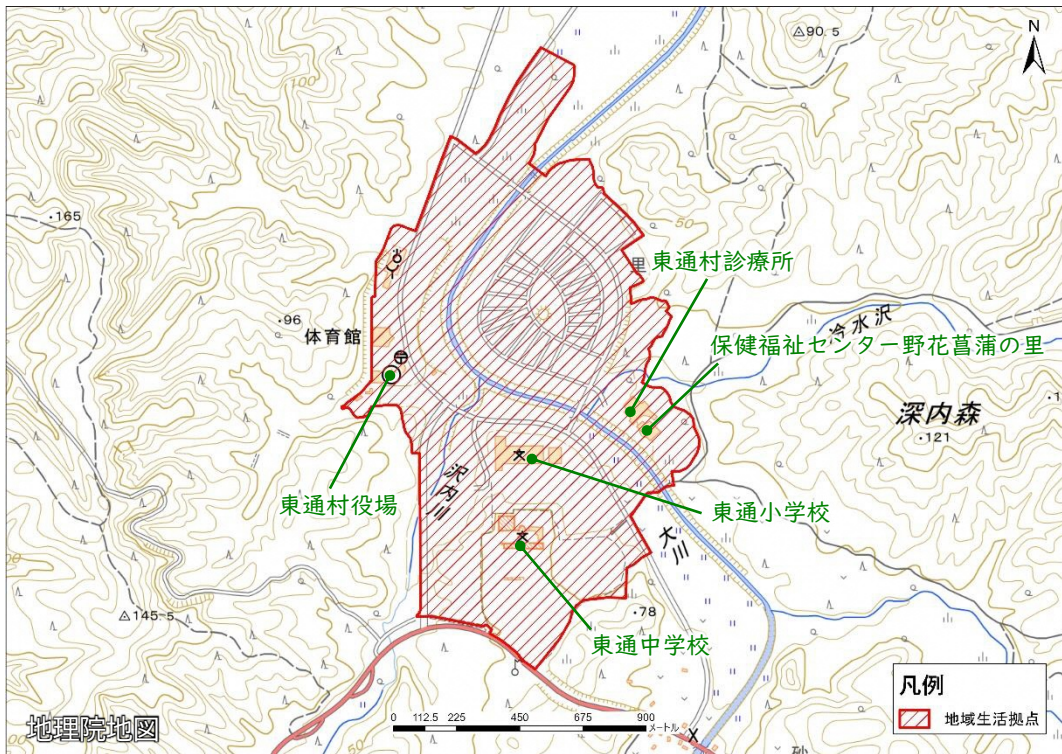 90.5
N
100
165
50
里
東通村診療所
冷水沢
96
体育館
保健福祉センター野花菖蒲の里
深内森
121
沢内川
東通村役場
東通小学校
大川
100
145.5
78
東通中学校
凡例
地域生活拠点
地理院地図
0 112.5 225 450 675 900
メートル
砂